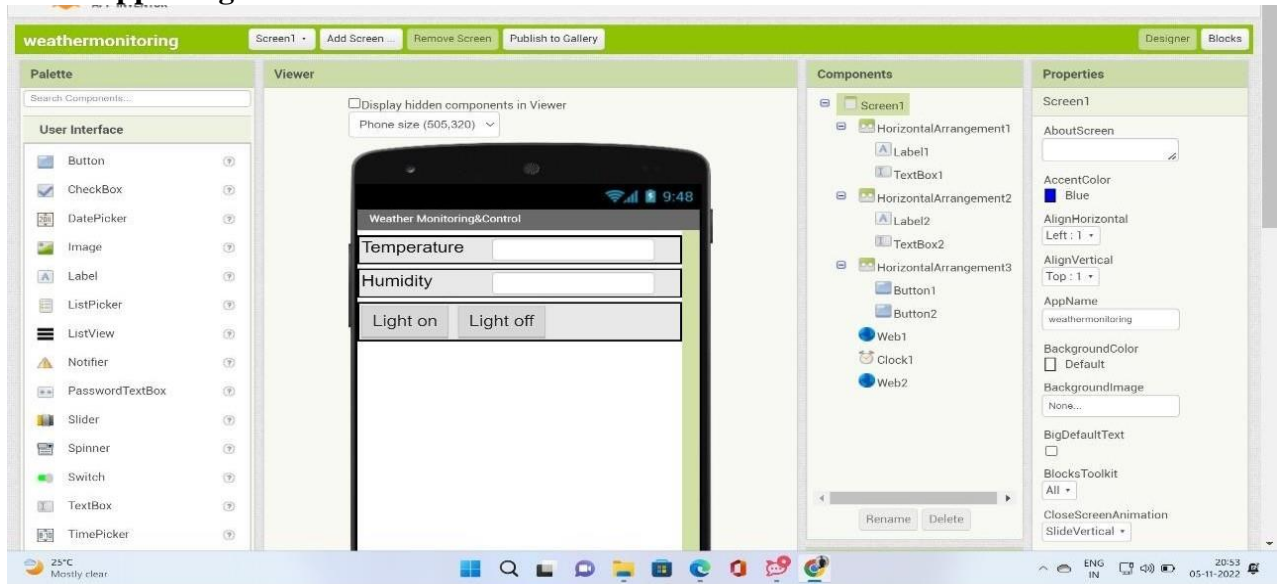 weathermonitoring
Screen1
Add Screen ...
Remove Screen
Publish to Gallery
Designer
Blocks
Palette
Viewer
Components
Properties
Search Components...
User Interface
Button
CheckBox
DatePicker
Image
Label
ListPicker
ListView
Notifier
PasswordTextBox
Slider
Spinner
Switch
TextBox
TimePicker
Display hidden components in Viewer
Phone size (505,320)
9:48
Weather Monitoring&Control
Temperature
Humidity
Light on
Light off
Screen1
HorizontalArrangement1
Label1
TextBox1
HorizontalArrangement2
Label2
TextBox2
HorizontalArrangement3
Button1
Button2
Web1
Clock1
Web2
Rename
Delete
Screen1
AboutScreen
AccentColor
Blue
AlignHorizontal
Left : 1
AlignVertical
Top : 1
AppName
weathermonitoring
BackgroundColor
Default
BackgroundImage
None...
BigDefaultText
BlocksToolkit
All
CloseScreenAnimation
SlideVertical
25°C
Mostly clear
ENG
IN
20:53
05-11-2022